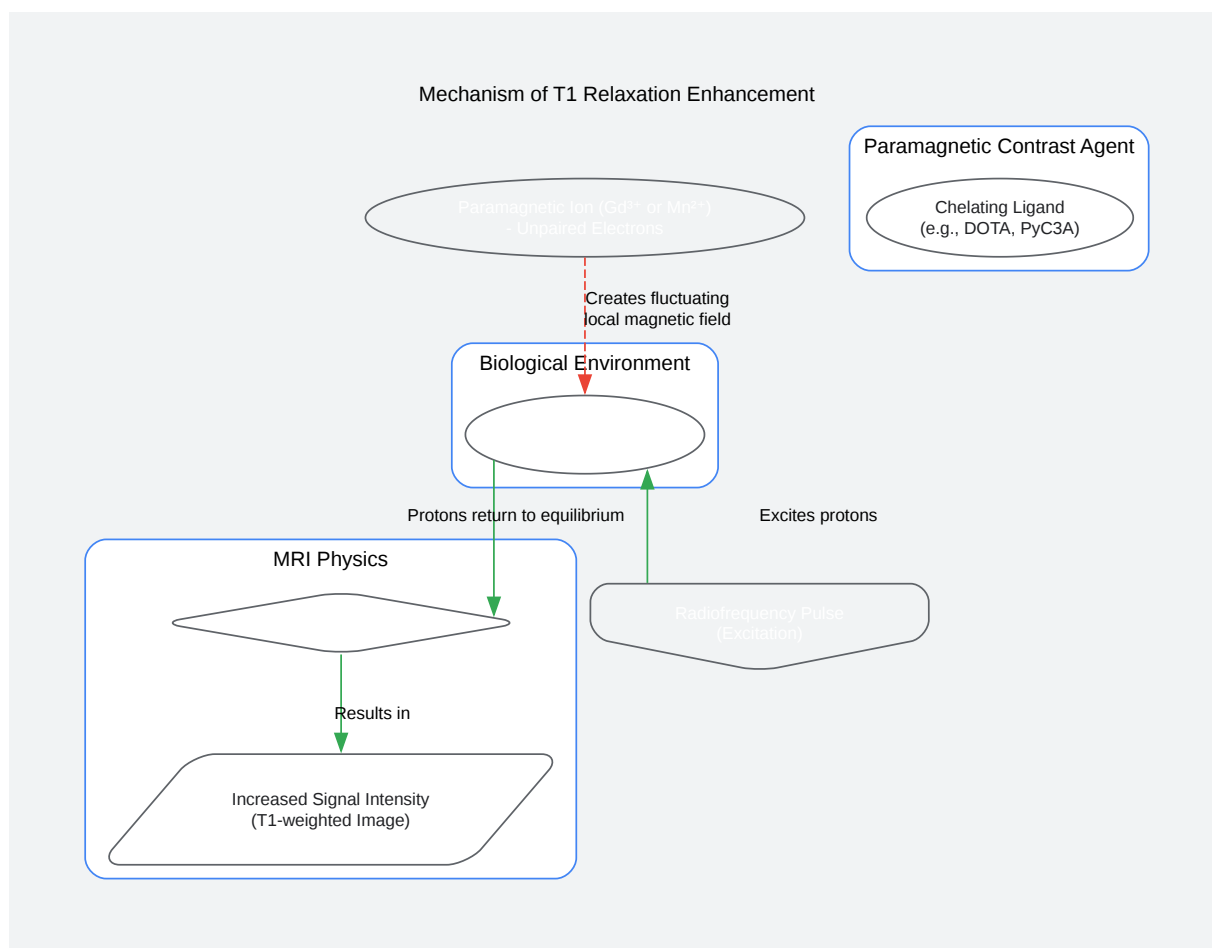 Mechanism of T1 Relaxation Enhancement
Paramagnetic Contrast Agent
Paramagnetic Ion (Gd³⁺ or Mn²⁺)
- Unpaired Electrons
Chelating Ligand
(e.g., DOTA, PyC3A)
Creates fluctuating
local magnetic field
Biological Environment
Protons return to equilibrium
Excites protons
MRI Physics
Radiofrequency Pulse
(Excitation)
Results in
Increased Signal Intensity
(T1-weighted Image)